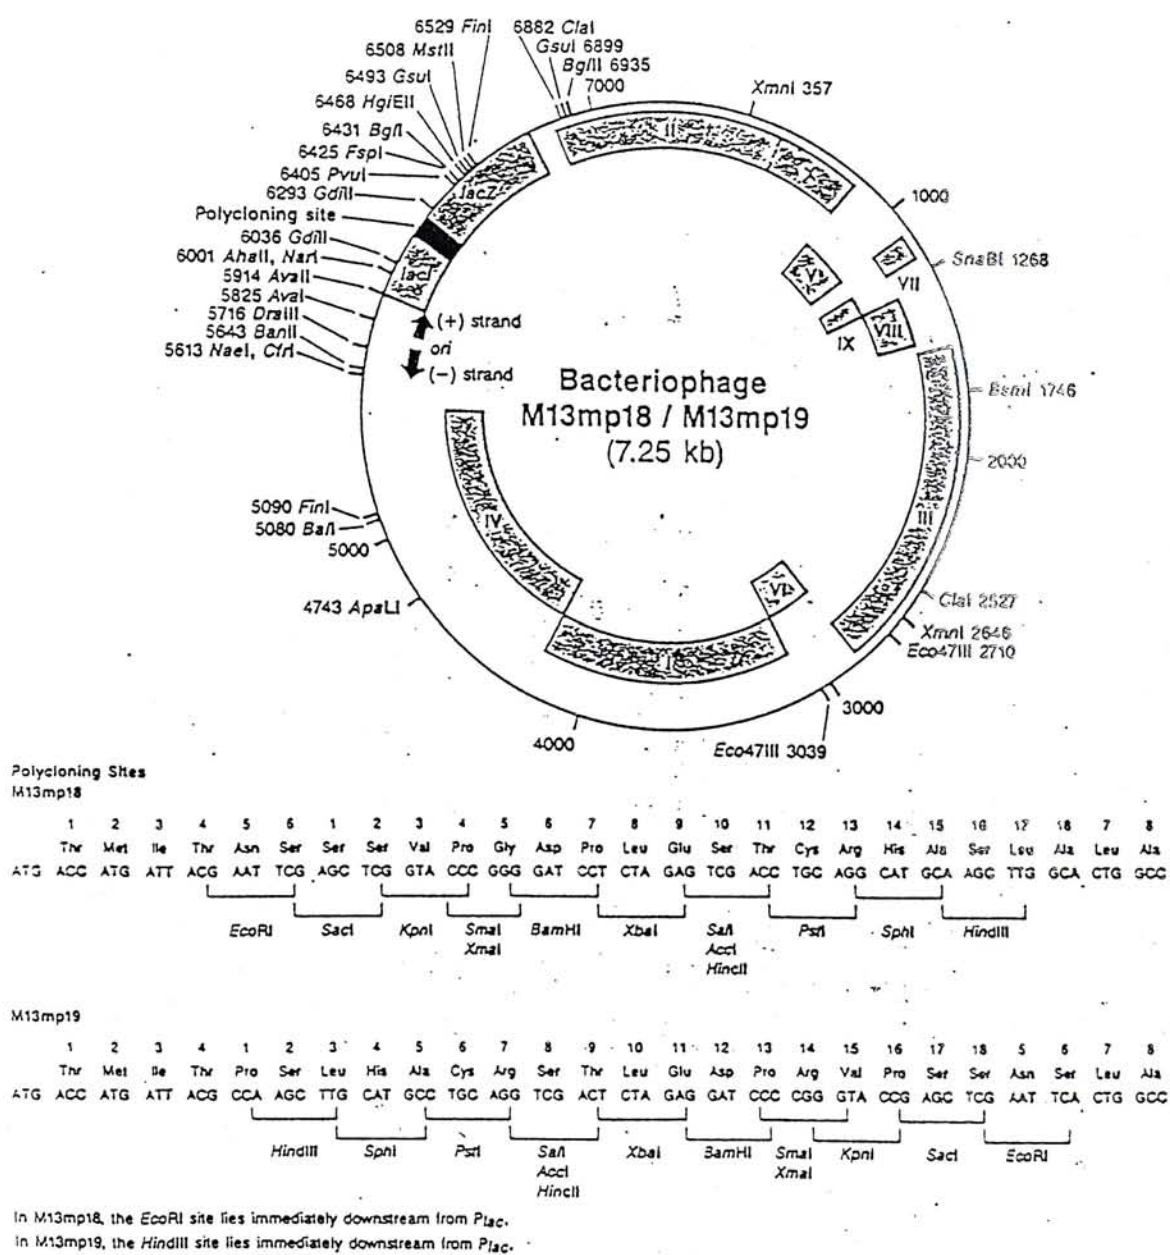 6529 FinI
6882 ClaI
6508 MstII
GsuI 6899
6493 GsuI
BglII 6935
6468 HgiEII
7000
XmnI 357
6431 BglI
6425 FspI
6405 PvuI
6293 GdiII
Polycloning site
6036 GdiII
6001 AhaII, NarI
5914 AvaII
5825 AvaI
5716 DraIII
5643 BanII
5613 NaeI, CfrI
lacZ
lacI
II
X
1000
SnaBI 1268
V
VII
IX
VIII
(+) strand
ori
(-) strand
Bacteriophage
M13mp18 / M13mp19
(7.25 kb)
BsmI 1746
2000
III
IV
5090 FinI
5080 BalI
5000
4743 ApaLI
VI
I
ClaI 2527
XmnI 2646
Eco47III 2710
3000
Eco47III 3039
4000
Polycloning Sites
M13mp18
1 2 3 4 5 6 1 2 3 4 5 6 7 8 9 10 11 12 13 14 15 16 17 18 7 8
Thr Met Ile Thr Asn Ser Ser Ser Val Pro Gly Asp Pro Leu Glu Ser Thr Cys Arg His Ala Ser Leu Ala Leu Ala
ATG ACC ATG ATT ACG AAT TCG AGC TCG GTA CCC GGG GAT CCT CTA GAG TCG ACC TGC AGG CAT GCA AGC TTG GCA CTG GCC
EcoRI SacI KpnI SmaI BamHI XbaI SalI PstI SphI HindIII
XmaI AccI
HincII
M13mp19
1 2 3 4 1 2 3 4 5 6 7 8 9 10 11 12 13 14 15 16 17 18 5 6 7 8
Thr Met Ile Thr Pro Ser Leu His Ala Cys Arg Ser Thr Leu Glu Asp Pro Arg Val Pro Ser Ser Asn Ser Leu Ala
ATG ACC ATG ATT ACG CCA AGC TTG CAT GCC TGC AGG TCG ACT CTA GAG GAT CCC CGG GTA CCG AGC TCG AAT TCA CTG GCC
HindIII SphI PstI SalI XbaI BamHI SmaI KpnI SacI EcoRI
AccI XmaI
HincII
In M13mp18, the EcoRI site lies immediately downstream from Plac.
In M13mp19, the HindIII site lies immediately downstream from Plac.